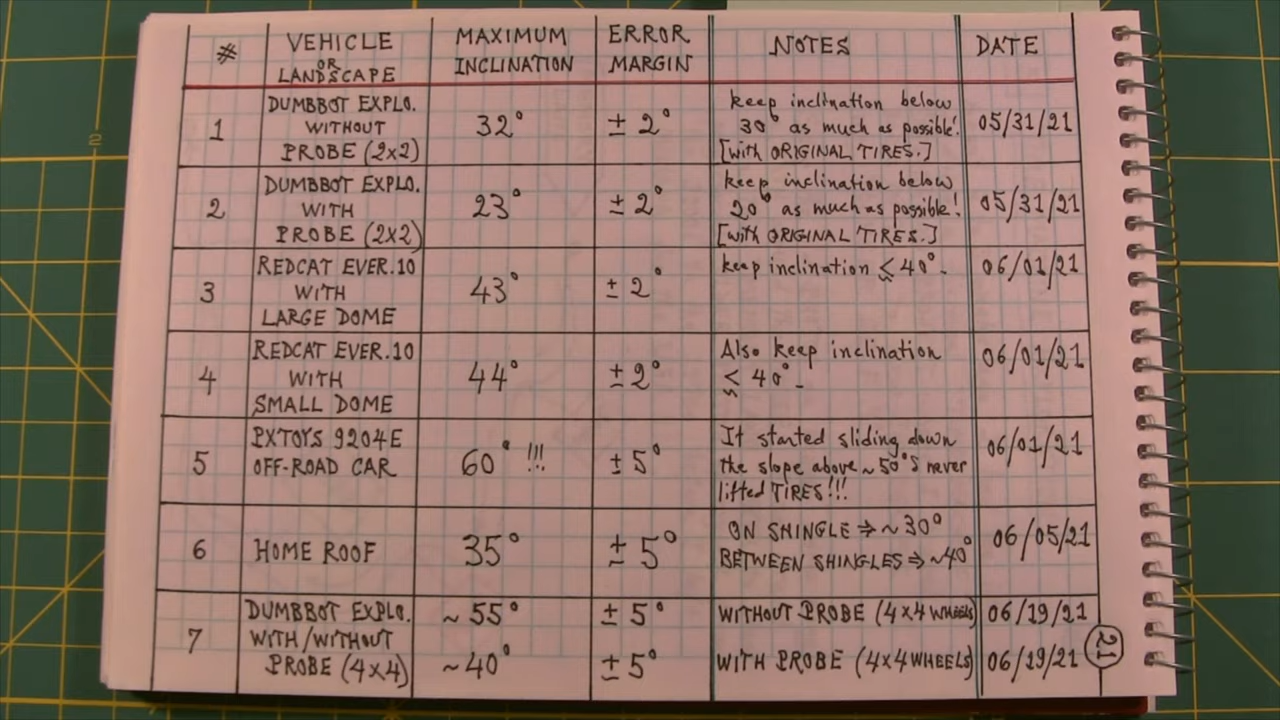 #
VEHICLE
OR
LANDSCAPE
MAXIMUM
INCLINATION
ERROR
MARGIN
NOTES
DATE
1
DUMBBOT EXPLO.
WITHOUT
PROBE (2x2)
32°
± 2°
keep inclination below
30° as much as possible!
[with ORIGINAL TIRES.]
05/31/21
2
DUMBBOT EXPLO.
WITH
PROBE (2x2)
23°
± 2°
keep inclination below
20° as much as possible!
[with ORIGINAL TIRES.]
05/31/21
3
REDCAT EVER.10
WITH
LARGE DOME
43°
± 2°
keep inclination ≤ 40°.
06/01/21
4
REDCAT EVER.10
WITH
SMALL DOME
44°
± 2°
Also keep inclination
≤ 40°.
06/01/21
5
PXTOYS 9204E
OFF-ROAD CAR
60° !!!
± 5°
It started sliding down
the slope above ~50°S never
lifted TIRES!!!
06/01/21
6
HOME ROOF
35°
± 5°
ON SHINGLE ⇒ ~30°
BETWEEN SHINGLES ⇒ ~40°
06/05/21
7
DUMBBOT EXPLO.
WITH/WITHOUT
PROBE (4x4)
~ 55°
± 5°
WITHOUT PROBE (4x4 WHEELS)
06/19/21
~ 40°
± 5°
WITH PROBE (4x4 WHEELS)
06/19/21
21
2